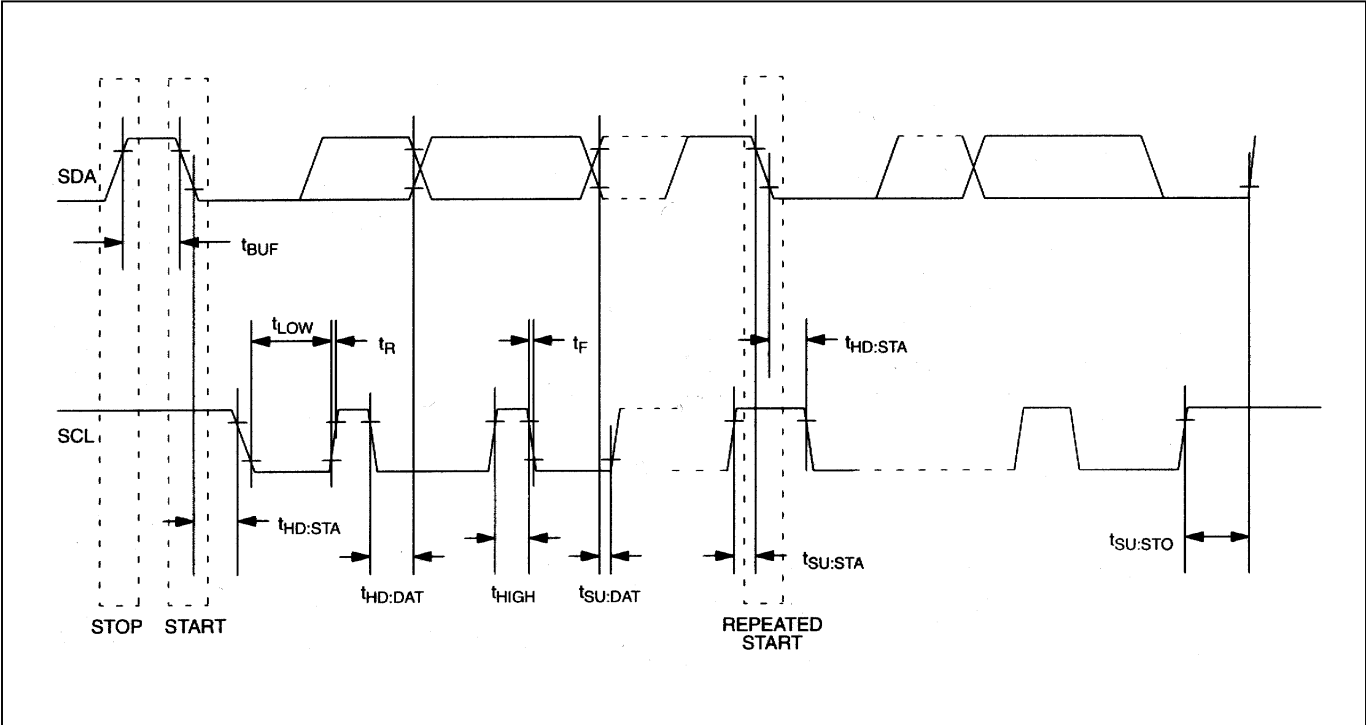 SDA
tBUF
tLOW
tR
tF
tHD:STA
SCL
tHD:STA
tSU:STA
tSU:STO
tHD:DAT
tHIGH
tSU:DAT
STOP
START
REPEATED
START